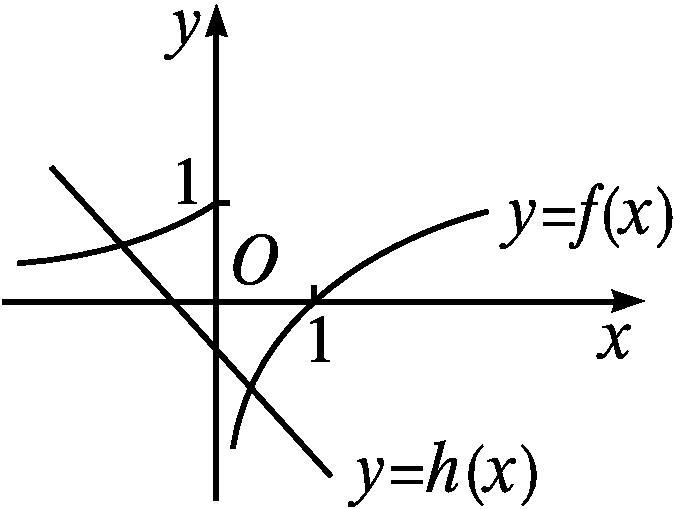 y
1
O
y=f(x)
1
x
y=h(x)